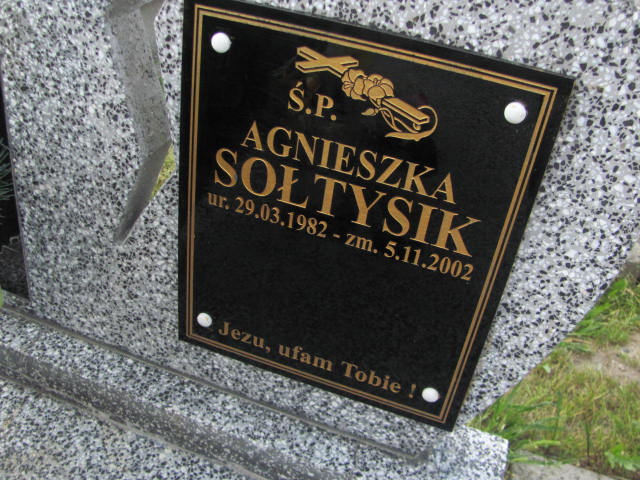 Ś.P.
AGNIESZKA
SOŁTYSIK
ur. 29.03.1982 - zm. 5.11.2002
Jezu, ufam Tobie !